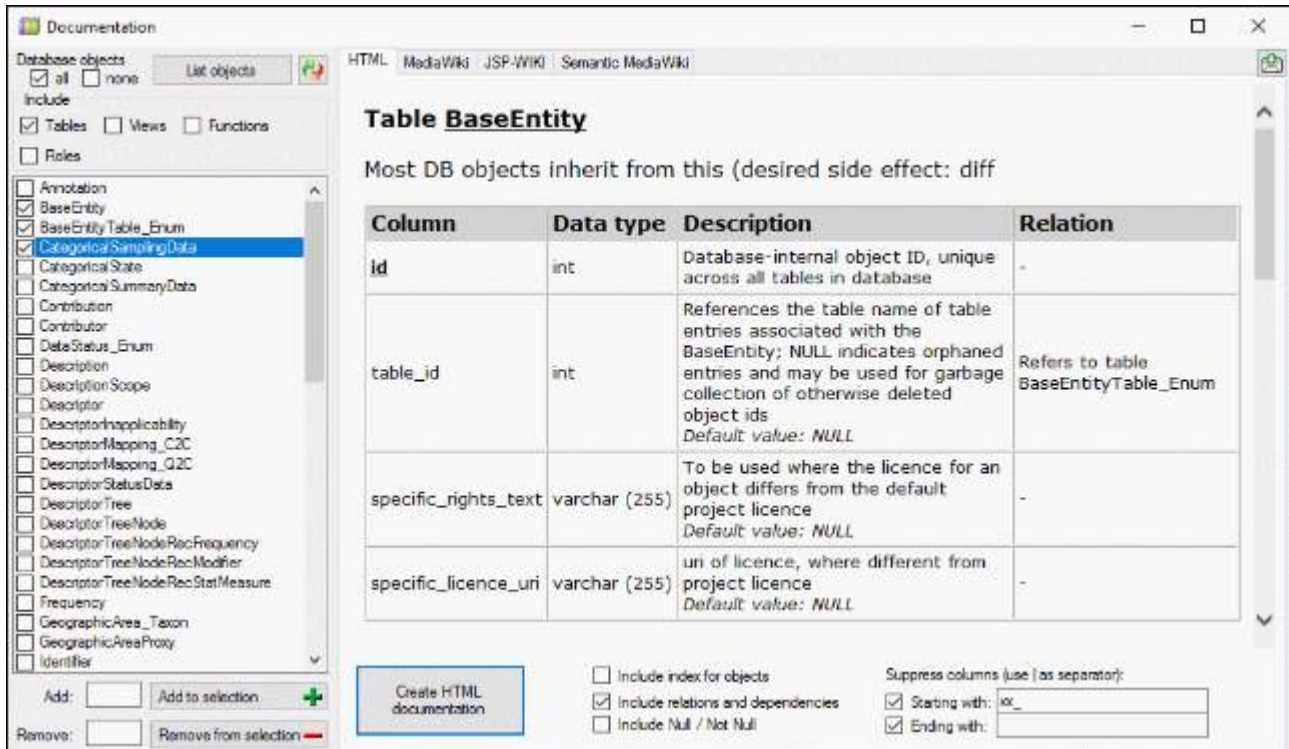 Documentation
Database objects
all none List objects
Include
Tables Views Functions
Roles
Annotation
BaseEntity
BaseEntityTable_Enum
CategoricalSamplingData
CategoricalState
CategoricalSummaryData
Contribution
Contributor
DataStatus_Enum
Description
DescriptionScope
Descriptor
DescriptorInapplicability
DescriptorMapping_C2C
DescriptorMapping_Q2C
DescriptorStatusData
DescriptorTree
DescriptorTreeNode
DescriptorTreeNodeRecFrequency
DescriptorTreeNodeRecModifier
DescriptorTreeNodeRecStatMeasure
Frequency
GeographicArea_Taxon
GeographicAreaProxy
Identifier
Add: Add to selection
Remove: Remove from selection
HTML MediaWiki JSP-WIKI Semantic MediaWiki
Table BaseEntity
Most DB objects inherit from this (desired side effect: diff
Column Data type Description Relation
id int Database-internal object ID, unique
across all tables in database -
References the table name of table
entries associated with the
BaseEntity; NULL indicates orphaned
table_id int entries and may be used for garbage Refers to table
collection of otherwise deleted BaseEntityTable_Enum
object ids
Default value: NULL
To be used where the licence for an
specific_rights_text varchar (255) object differs from the default -
project licence
Default value: NULL
uri of licence, where different from
specific_licence_uri varchar (255) project licence -
Default value: NULL
Create HTML
documentation
Include index for objects
Include relations and dependencies
Include Null / Not Null
Suppress columns (use | as separator):
Starting with: xx_
Ending with: